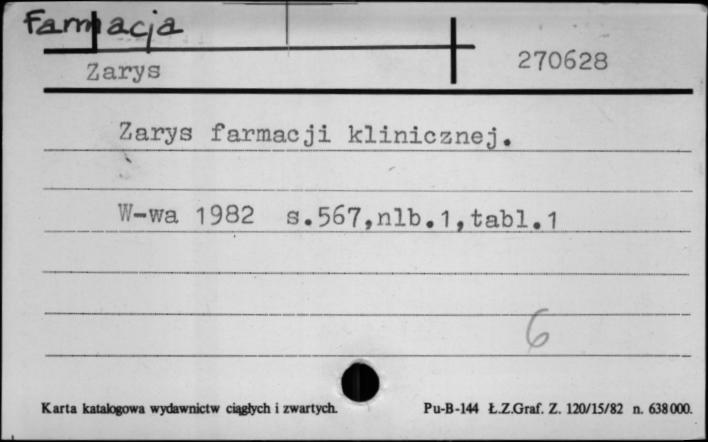 Farmacja
Zarys 270628
Zarys farmacji klinicznej.
W-wa 1982 s.567,nlb.1,tabl.1
6
Karta katalogowa wydawnictw ciągłych i zwartych. Pu-B-144 Ł.Z.Graf. Z. 120/15/82 n. 638000.